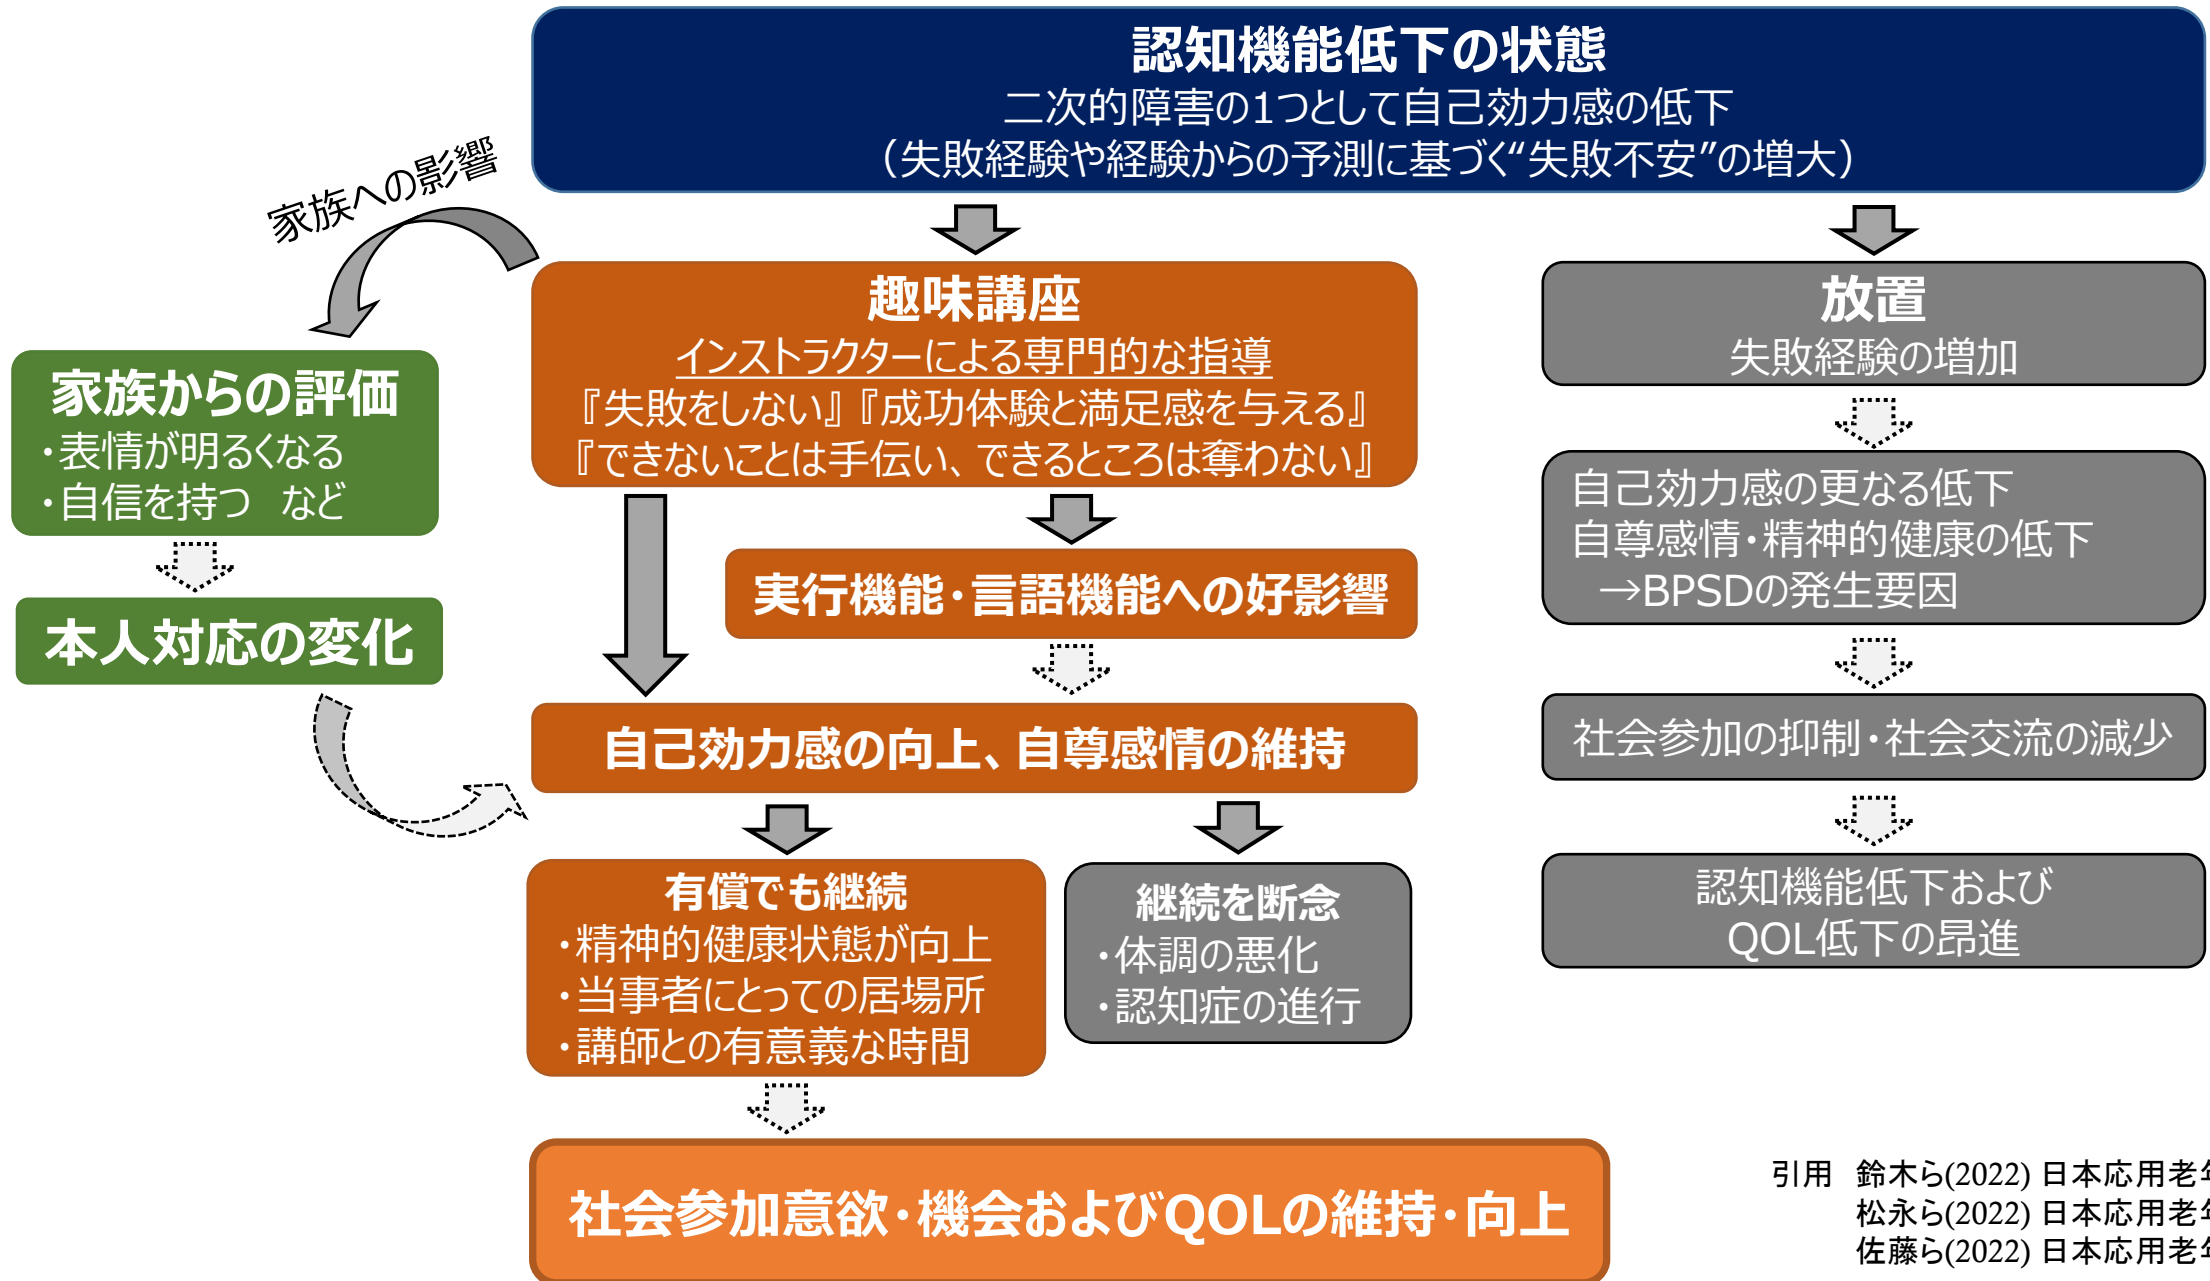 認知機能低下の状態
二次的障害の1つとして自己効力感の低下
（失敗経験や経験からの予測に基づく“失敗不安”の増大）
家族への影響
趣味講座
インストラクターによる専門的な指導
『失敗をしない』『成功体験と満足感を与える』
『できないことは手伝い、できるところは奪わない』
放置
失敗経験の増加
家族からの評価
・表情が明るくなる
・自信を持つ　など
自己効力感の更なる低下
自尊感情・精神的健康の低下
→BPSDの発生要因
実行機能・言語機能への好影響
本人対応の変化
自己効力感の向上、自尊感情の維持
社会参加の抑制・社会交流の減少
有償でも継続
・精神的健康状態が向上
・当事者にとっての居場所
・講師との有意義な時間
継続を断念
・体調の悪化
・認知症の進行
認知機能低下および
QOL低下の昂進
社会参加意欲・機会およびQOLの維持・向上
引用　鈴木ら(2022) 日本応用老年
松永ら(2022) 日本応用老年
佐藤ら(2022) 日本応用老年